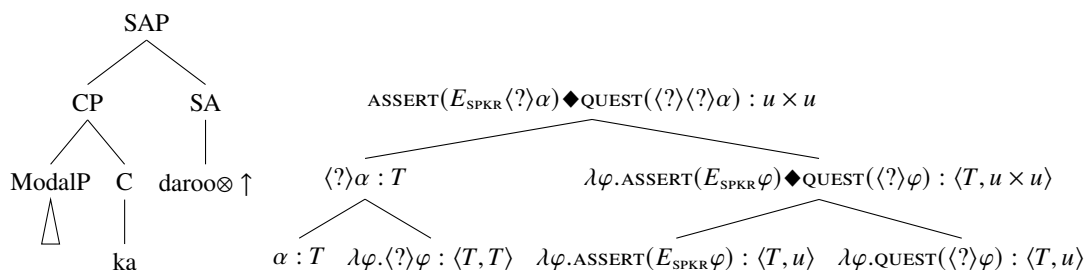 SAP
CP SA
ASSERT(E_SPKR⟨?⟩α)◆QUEST(⟨?⟩⟨?⟩α) : u × u
ModalP C daroo⊗ ↑
⟨?⟩α : T λφ.ASSERT(E_SPKRφ)◆QUEST(⟨?⟩φ) : ⟨T, u × u⟩
ka
α : T λφ.⟨?⟩φ : ⟨T, T⟩ λφ.ASSERT(E_SPKRφ) : ⟨T, u⟩ λφ.QUEST(⟨?⟩φ) : ⟨T, u⟩